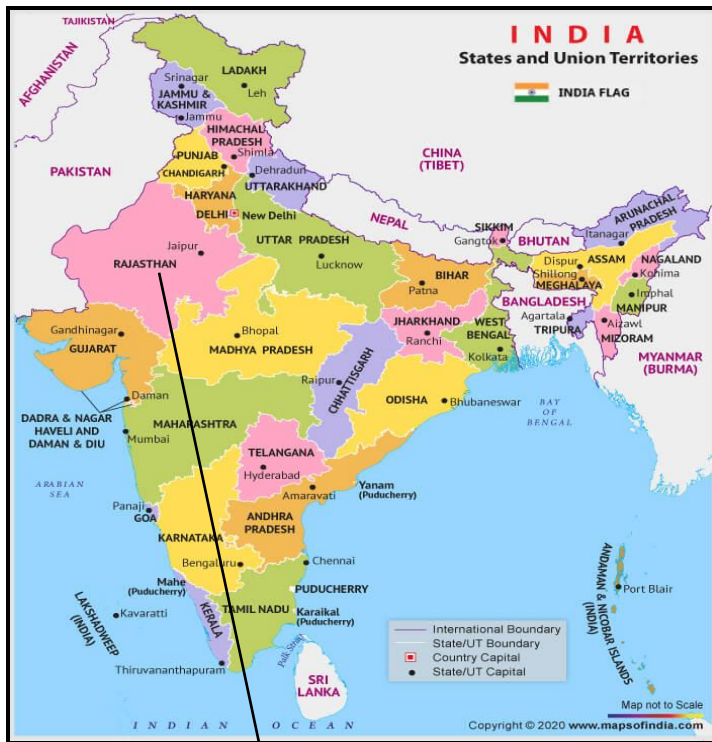 INDIA
States and Union Territories
INDIA FLAG
TAJIKISTAN
AFGHANISTAN
PAKISTAN
CHINA
(TIBET)
NEPAL
BHUTAN
BANGLADESH
MYANMAR
(BURMA)
LADAKH
Leh
Srinagar
JAMMU &
KASHMIR
Jammu
HIMACHAL
PRADESH
Shimla
PUNJAB
CHANDIGARH
Dehradun
UTTARAKHAND
HARYANA
DELHI
New Delhi
RAJASTHAN
Jaipur
UTTAR PRADESH
Lucknow
SIKKIM
Gangtok
ARUNACHAL
PRADESH
Itanagar
ASSAM
Dispur
NAGALAND
Kohima
Shillong
MEGHALAYA
Imphal
MANIPUR
Agartala
TRIPURA
Aizawl
MIZORAM
BIHAR
Patna
JHARKHAND
Ranchi
WEST
BENGAL
Kolkata
Gandhinagar
GUJARAT
Bhopal
MADHYA PRADESH
Raipur
CHHATTISGARH
ODISHA
Bhubaneswar
Daman
DADRA & NAGAR
HAVELI AND
DAMAN & DIU
MAHARASHTRA
Mumbai
BAY
OF
BENGAL
ARABIAN
SEA
TELANGANA
Hyderabad
Amaravati
Yanam
(Puducherry)
Panaji
GOA
KARNATAKA
ANDHRA
PRADESH
Bengaluru
Chennai
Mahe
(Puducherry)
PUDUCHERRY
TAMIL NADU
Karaikal
(Puducherry)
KERALA
LAKSHADWEEP
(INDIA)
Kavaratti
Thiruvananthapuram
Palk Strait
SRI
LANKA
ANDAMAN & NICOBAR ISLANDS
(INDIA)
Port Blair
International Boundary
State/UT Boundary
Country Capital
State/UT Capital
Map not to Scale
INDIAN OCEAN
Copyright © 2020 www.mapsofindia.com